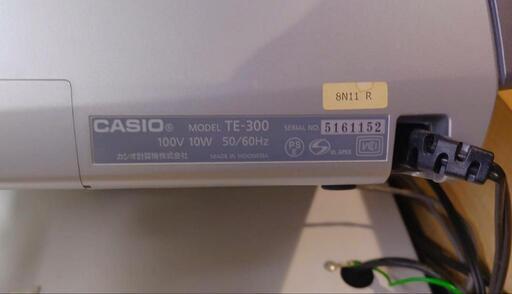 8N11 R
CASIO® MODEL TE-300 SERIAL NO. 5161152
100V 10W 50/60Hz
カシオ計算機株式会社 MADE IN INDONESIA
PS E